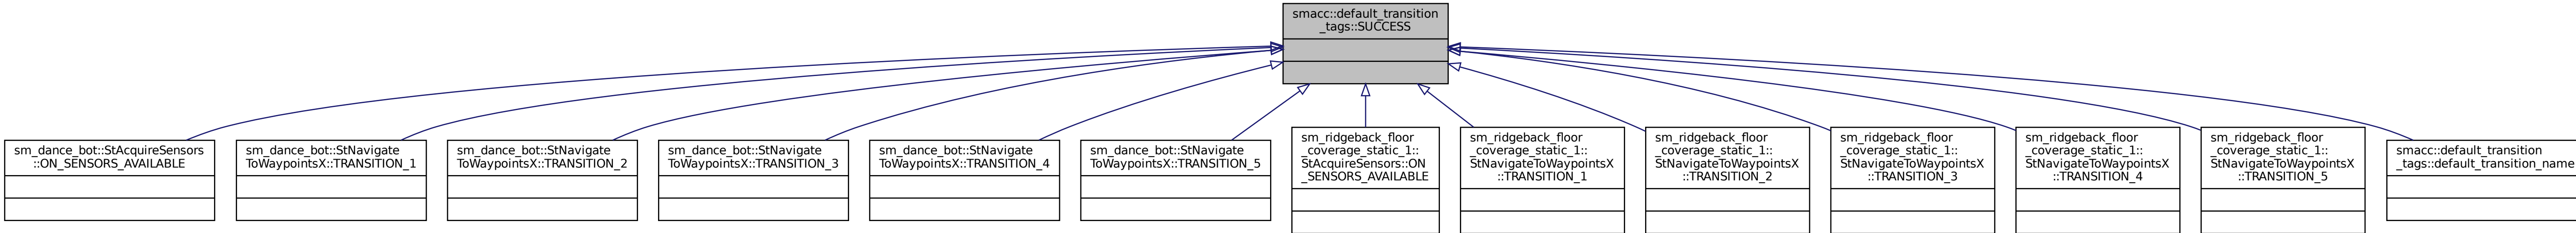 smacc::default_transition
_tags::SUCCESS
sm_dance_bot::StAcquireSensors
::ON_SENSORS_AVAILABLE
sm_dance_bot::StNavigate
ToWaypointsX::TRANSITION_1
sm_dance_bot::StNavigate
ToWaypointsX::TRANSITION_2
sm_dance_bot::StNavigate
ToWaypointsX::TRANSITION_3
sm_dance_bot::StNavigate
ToWaypointsX::TRANSITION_4
sm_dance_bot::StNavigate
ToWaypointsX::TRANSITION_5
sm_ridgeback_floor
_coverage_static_1::
StAcquireSensors::ON
_SENSORS_AVAILABLE
sm_ridgeback_floor
_coverage_static_1::
StNavigateToWaypointsX
::TRANSITION_1
sm_ridgeback_floor
_coverage_static_1::
StNavigateToWaypointsX
::TRANSITION_2
sm_ridgeback_floor
_coverage_static_1::
StNavigateToWaypointsX
::TRANSITION_3
sm_ridgeback_floor
_coverage_static_1::
StNavigateToWaypointsX
::TRANSITION_4
sm_ridgeback_floor
_coverage_static_1::
StNavigateToWaypointsX
::TRANSITION_5
smacc::default_transition
_tags::default_transition_name